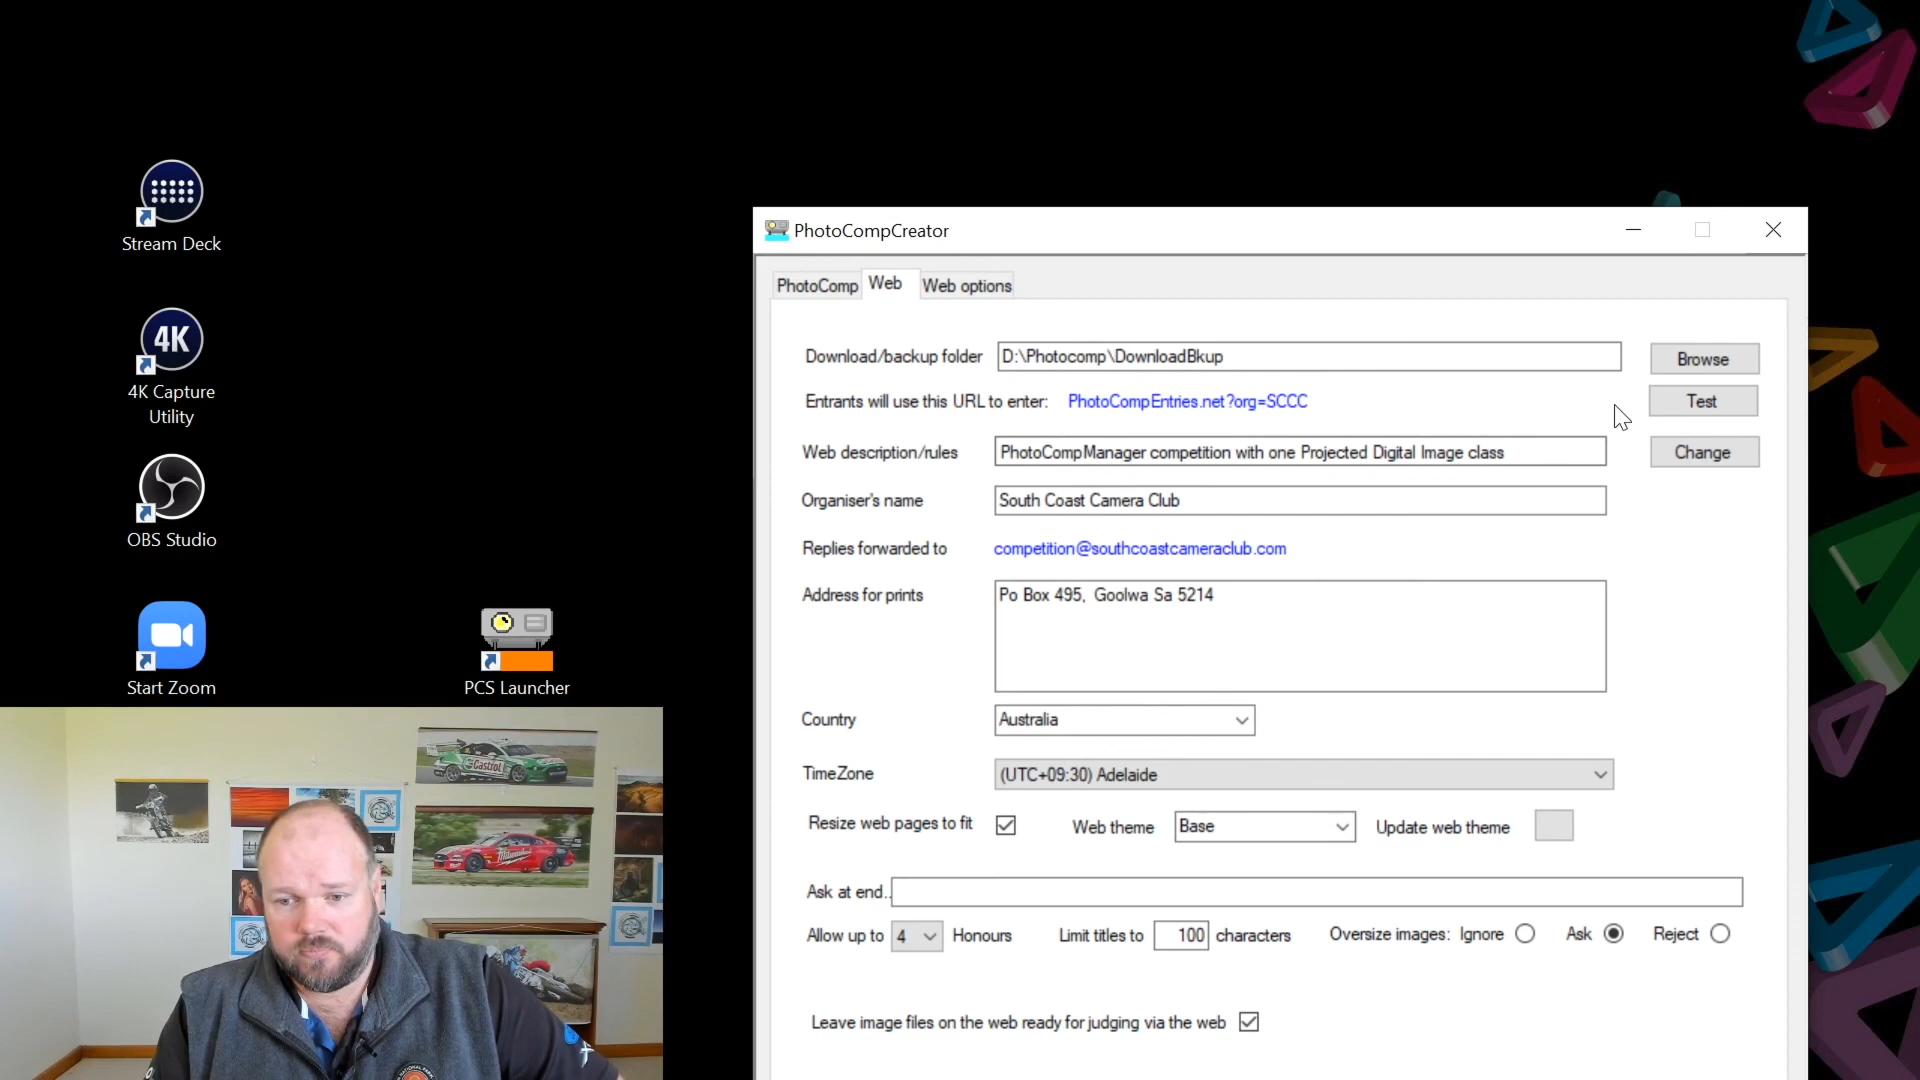 Stream Deck
4K
4K Capture
Utility
OBS Studio
Start Zoom
PCS Launcher
PhotoCompCreator
PhotoComp
Web
Web options
Download/backup folder
D:\Photocomp\DownloadBkup
Browse
Entrants will use this URL to enter:
PhotoCompEntries.net?org=SCCC
Test
Web description/rules
PhotoCompManager competition with one Projected Digital Image class
Change
Organiser's name
South Coast Camera Club
Replies forwarded to
competition@southcoastcameraclub.com
Address for prints
Po Box 495, Goolwa Sa 5214
Country
Australia
TimeZone
(UTC+09:30) Adelaide
Resize web pages to fit
Web theme
Base
Update web theme
Ask at end..
Allow up to
4
Honours
Limit titles to
100
characters
Oversize images:
Ignore
Ask
Reject
Leave image files on the web ready for judging via the web
Castrol